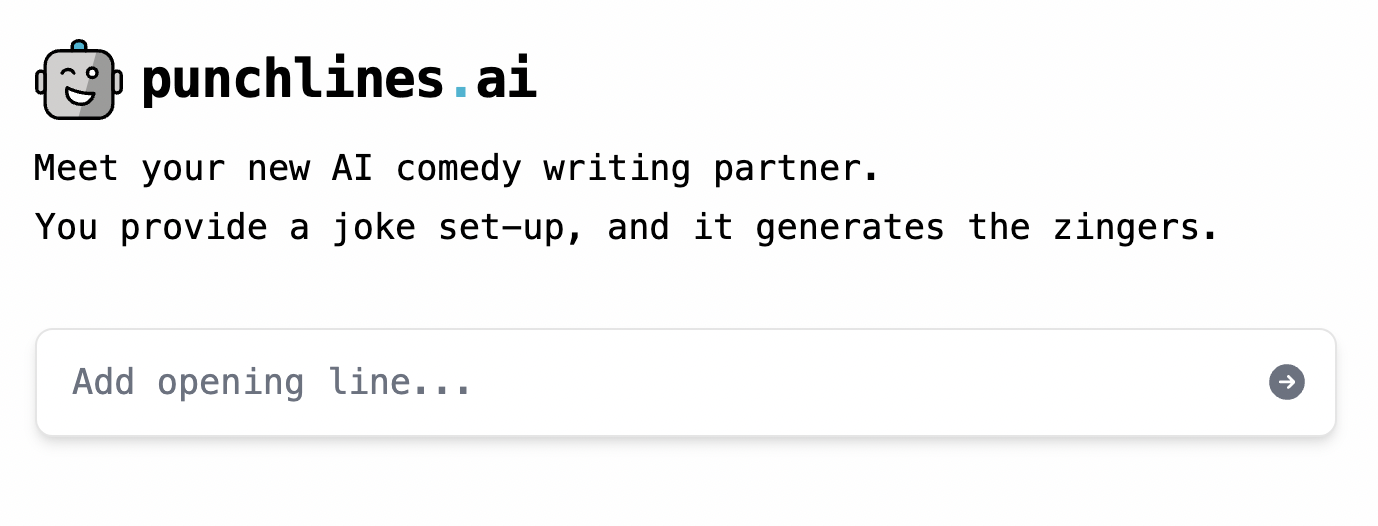 punchlines.ai
Meet your new AI comedy writing partner.
You provide a joke set-up, and it generates the zingers.
Add opening line...